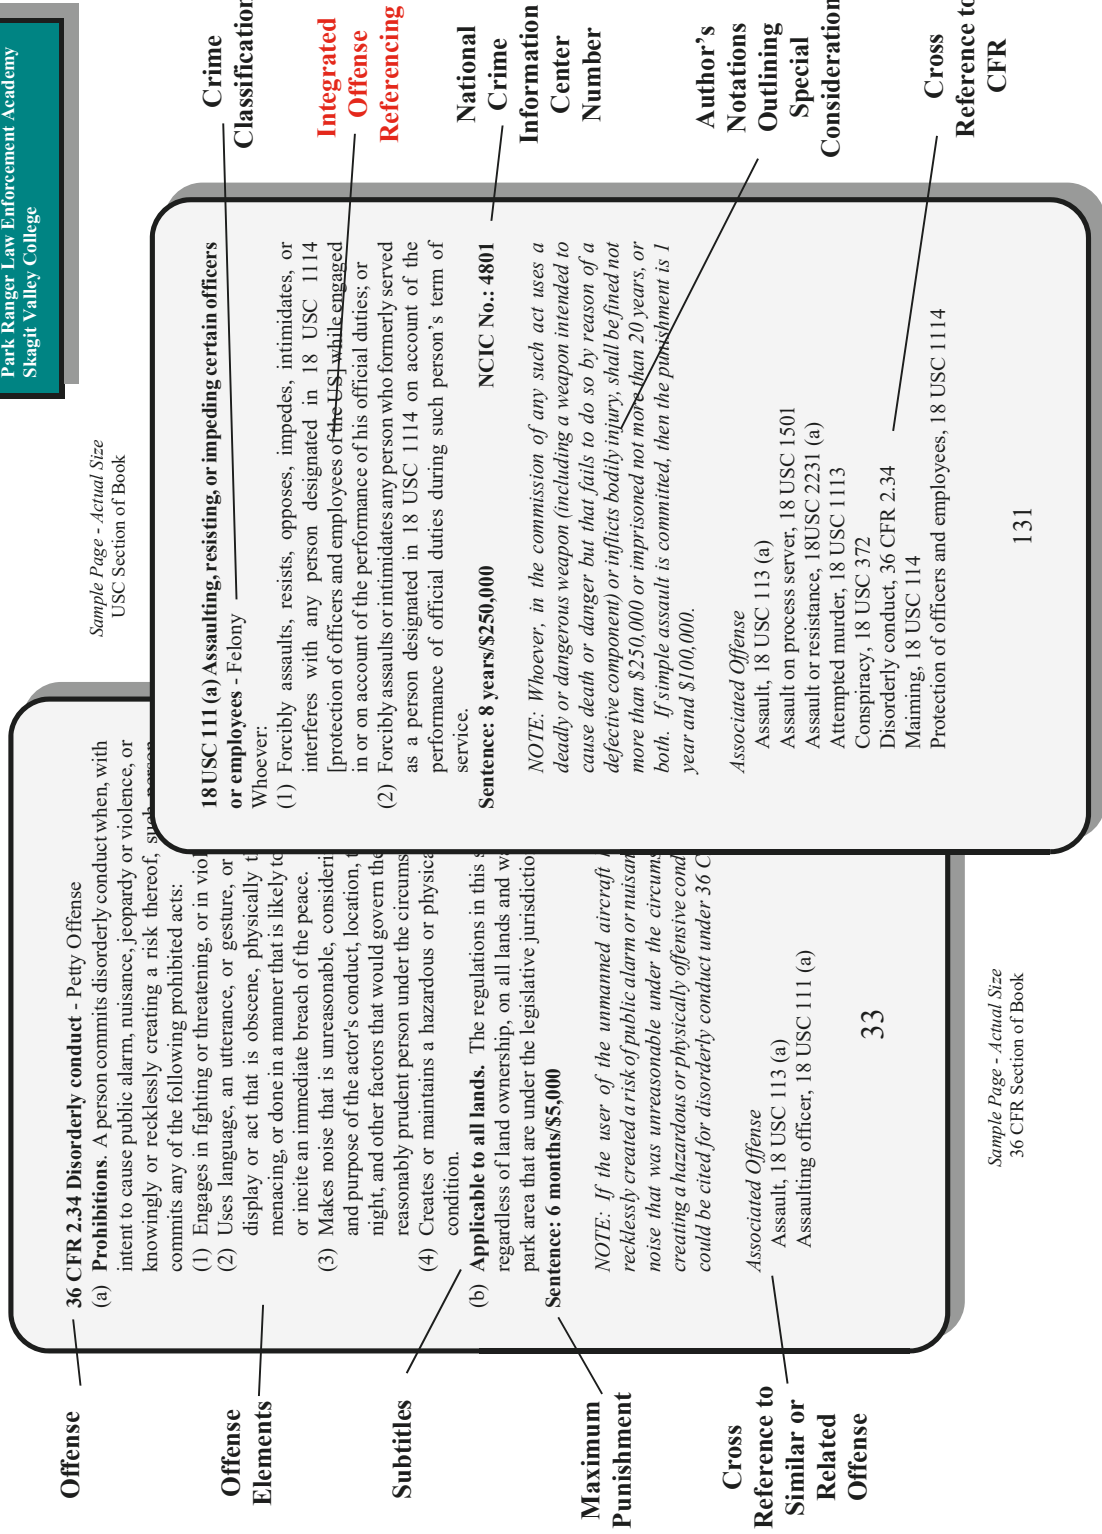 Park Ranger Law Enforcement Academy
Skagit Valley College
Offense
Offense
Elements
Subtitles
Maximum
Punishment
Cross
Reference to
Similar or
Related
Offense
36 CFR 2.34 Disorderly conduct - Petty Offense
(a) Prohibitions. A person commits disorderly conduct when, with
intent to cause public alarm, nuisance, jeopardy or violence, or
knowingly or recklessly creating a risk thereof, such person
commits any of the following prohibited acts:
(1) Engages in fighting or threatening, or in viol
(2) Uses language, an utterance, or gesture, or
display or act that is obscene, physically t
menacing, or done in a manner that is likely to
or incite an immediate breach of the peace.
(3) Makes noise that is unreasonable, consideri
and purpose of the actor's conduct, location, t
night, and other factors that would govern the
reasonably prudent person under the circums
(4) Creates or maintains a hazardous or physica
condition.
(b) Applicable to all lands. The regulations in this s
regardless of land ownership, on all lands and wa
park area that are under the legislative jurisdictio
Sentence: 6 months/$5,000
NOTE: If the user of the unmanned aircraft
recklessly created a risk of public alarm or nuisan
noise that was unreasonable under the circums
creating a hazardous or physically offensive cond
could be cited for disorderly conduct under 36 C
Associated Offense
Assault, 18 USC 113 (a)
Assaulting officer, 18 USC 111 (a)
33
Sample Page - Actual Size
36 CFR Section of Book
Sample Page - Actual Size
USC Section of Book
18 USC 111 (a) Assaulting, resisting, or impeding certain officers
or employees - Felony
Whoever:
(1) Forcibly assaults, resists, opposes, impedes, intimidates, or
interferes with any person designated in 18 USC 1114
[protection of officers and employees of the US] while engaged
in or on account of the performance of his official duties; or
(2) Forcibly assaults or intimidates any person who formerly served
as a person designated in 18 USC 1114 on account of the
performance of official duties during such person's term of
service.
Sentence: 8 years/$250,000 NCIC No.: 4801
NOTE: Whoever, in the commission of any such act uses a
deadly or dangerous weapon (including a weapon intended to
cause death or danger but that fails to do so by reason of a
defective component) or inflicts bodily injury, shall be fined not
more than $250,000 or imprisoned not more than 20 years, or
both. If simple assault is committed, then the punishment is 1
year and $100,000.
Associated Offense
Assault, 18 USC 113 (a)
Assault on process server, 18 USC 1501
Assault or resistance, 18USC 2231 (a)
Attempted murder, 18 USC 1113
Conspiracy, 18 USC 372
Disorderly conduct, 36 CFR 2.34
Maiming, 18 USC 114
Protection of officers and employees, 18 USC 1114
131
Crime
Classification
Integrated
Offense
Referencing
National
Crime
Information
Center
Number
Author's
Notations
Outlining
Special
Consideration
Cross
Reference to
CFR